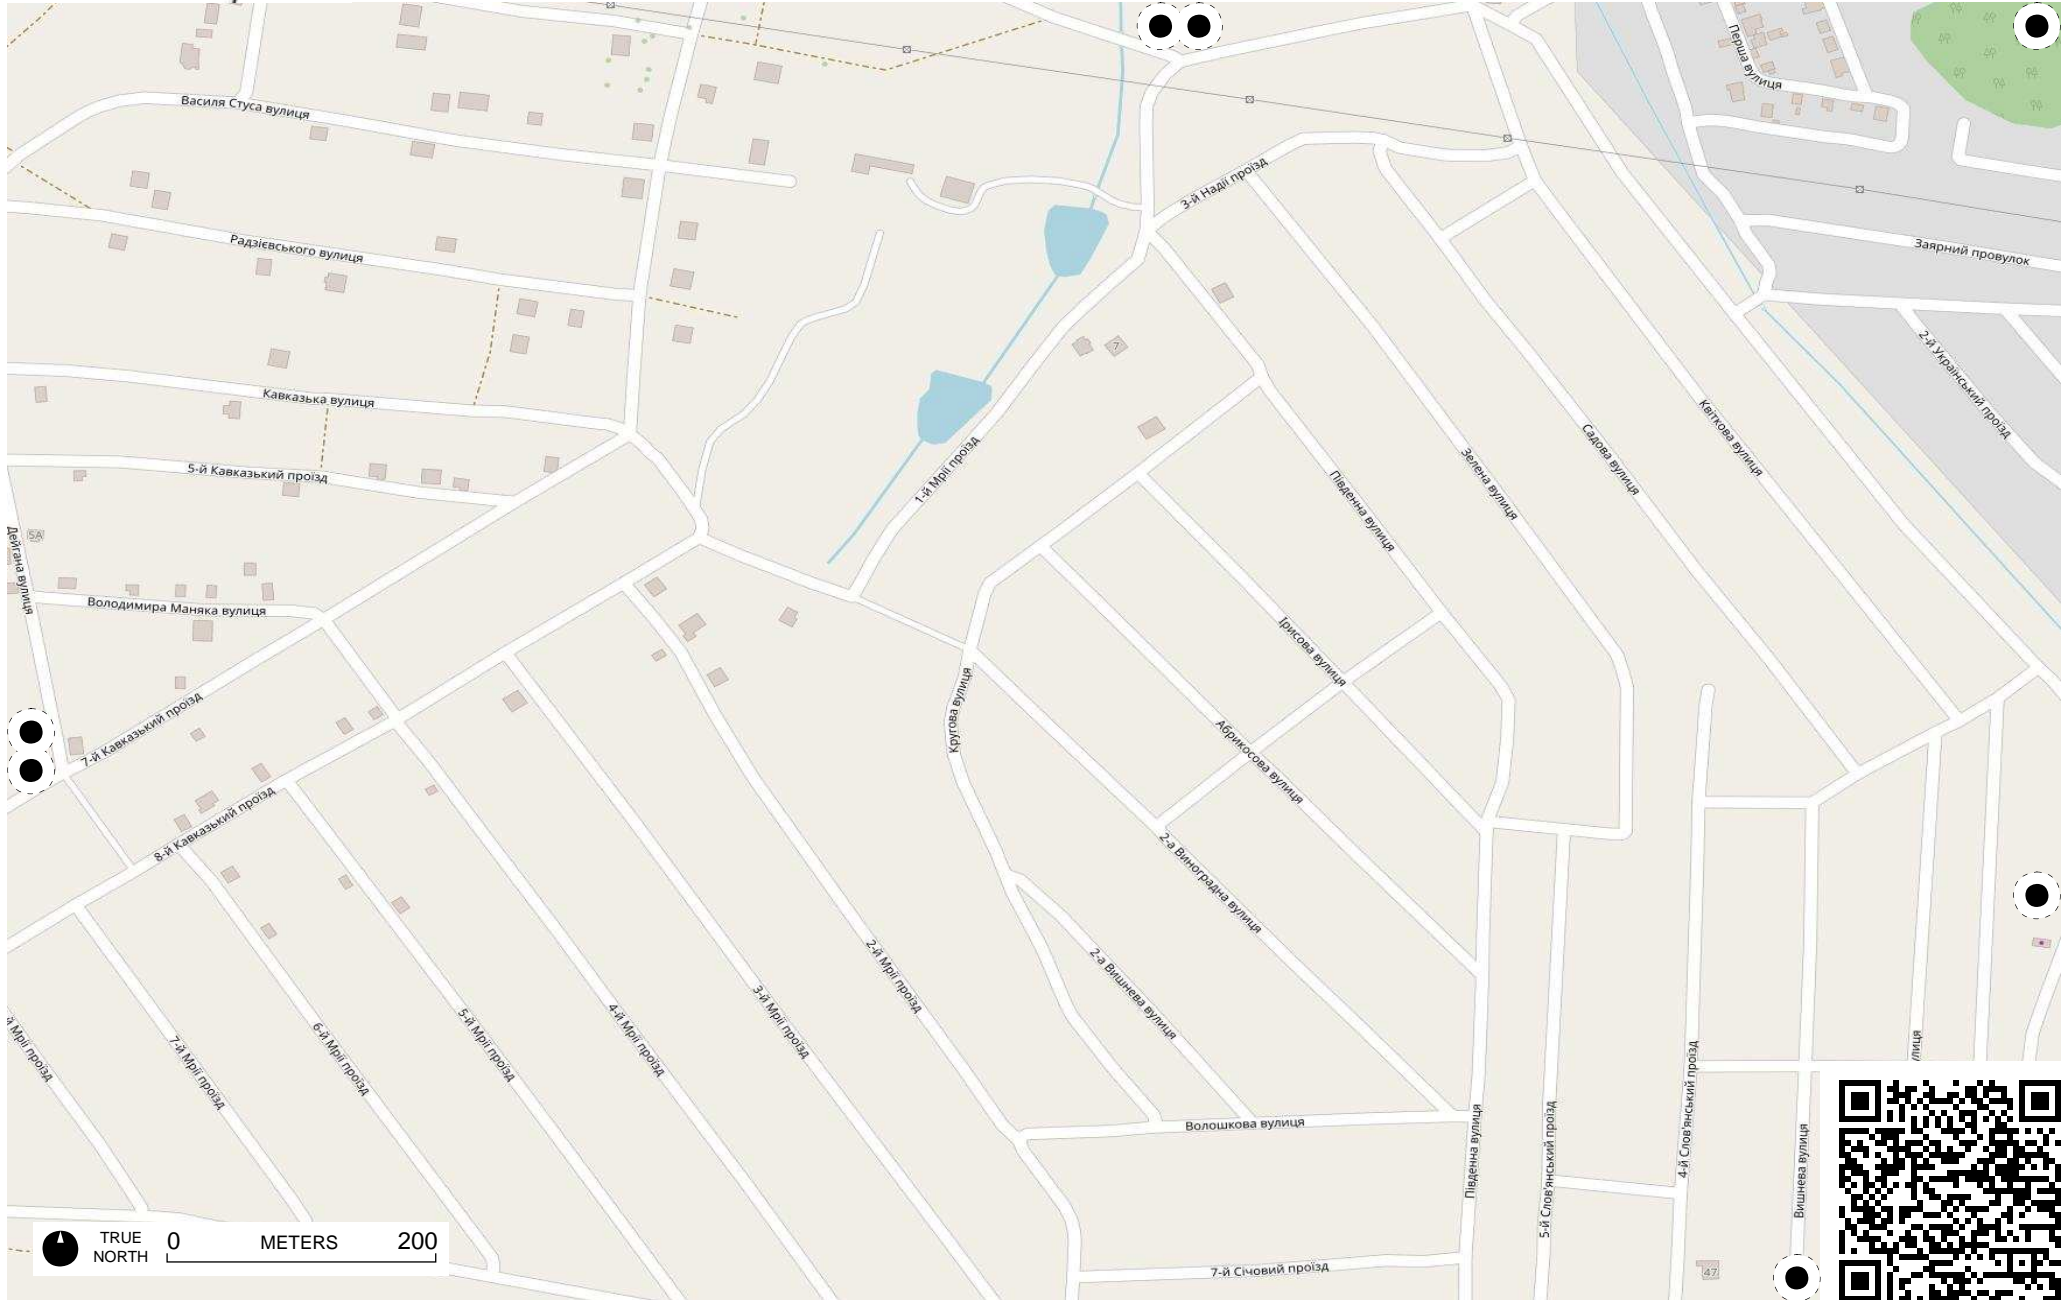 Перша вулиця
Василя Стуса вулиця
3-й Надії проїзд
Радзієвського вулиця
Заярний провулок
7
2-й Український проїзд
Кавказька вулиця
Квіткова вулиця
Садова вулиця
Зелена вулиця
Південна вулиця
1-й Мрії проїзд
5-й Кавказький проїзд
5А
Дейгана вулиця
Володимира Маняка вулиця
Ірисова вулиця
Кругова вулиця
7-й Кавказький проїзд
Абрикосова вулиця
8-й Кавказький проїзд
2-а Виноградна вулиця
2-а Вишнева вулиця
2-й Мрії проїзд
3-й Мрії проїзд
4-й Мрії проїзд
5-й Мрії проїзд
6-й Мрії проїзд
7-й Мрії проїзд
й Мрії проїзд
лиця
4-й Слов'янський проїзд
Волошкова вулиця
Південна вулиця
5-й Слов'янський проїзд
Вишнева вулиця
7-й Січовий проїзд
47
TRUE
NORTH
0 METERS 200